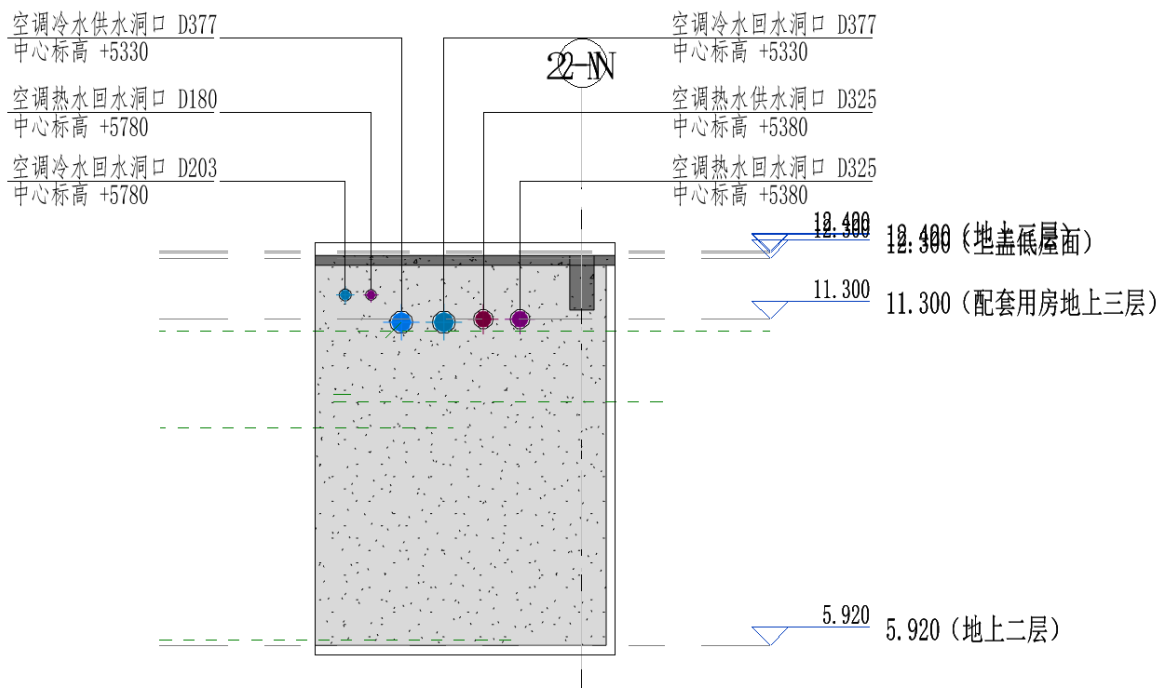 空调冷水供水洞口 D377
中心标高 +5330
空调冷水回水洞口 D377
中心标高 +5330
空调热水回水洞口 D180
中心标高 +5780
空调热水供水洞口 D325
中心标高 +5380
空调冷水回水洞口 D203
中心标高 +5780
空调热水回水洞口 D325
中心标高 +5380
11.300
11.300(配套用房地上三层)
5.920
5.920(地上二层)